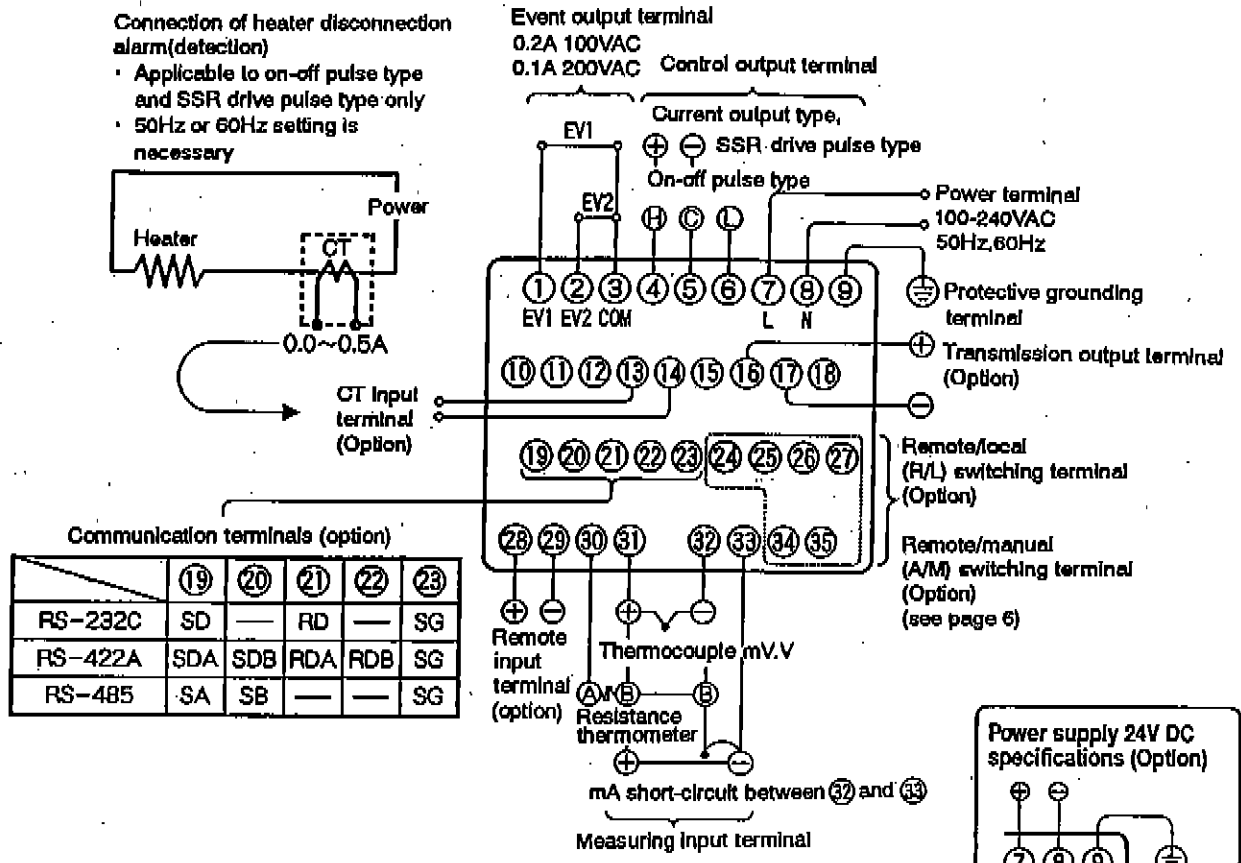 Connection of heater disconnection
alarm(detection)
· Applicable to on-off pulse type
and SSR drive pulse type only
· 50Hz or 60Hz setting is
necessary
Power
Heater
CT
0.0~0.5A
CT Input
terminal
(Option)
Event output terminal
0.2A 100VAC
0.1A 200VAC
Control output terminal
Current output type,
⊕ ⊖ SSR drive pulse type
On-off pulse type
EV1
EV2
Ⓗ Ⓒ Ⓛ
Power terminal
100-240VAC
50Hz,60Hz
① ② ③ ④ ⑤ ⑥ ⑦ ⑧ ⑨
EV1 EV2 COM L N
Protective grounding
terminal
⊕ Transmission output terminal
(Option)
⊖
⑩ ⑪ ⑫ ⑬ ⑭ ⑮ ⑯ ⑰ ⑱
⑲ ⑳ ㉑ ㉒ ㉓ ㉔ ㉕ ㉖ ㉗
Remote/local
(R/L) switching terminal
(Option)
Remote/manual
(A/M) switching terminal
(Option)
(see page 6)
㉘ ㉙ ㉚ ㉛ ㉜ ㉝ ㉞ ㉟
Communication terminals (option)
⑲ ⑳ ㉑ ㉒ ㉓
RS-232C SD — RD — SG
RS-422A SDA SDB RDA RDB SG
RS-485 SA SB — — SG
⊕ ⊖
Remote
input
terminal
(option)
⊕ ⊖
Thermocouple mV.V
Ⓐ Ⓑ Ⓑ
Resistance
thermometer
⊕ ⊖
mA short-circuit between ㉜ and ㉝
Measuring input terminal
Power supply 24V DC
specifications (Option)
⊕ ⊖
⑦ ⑧ ⑨